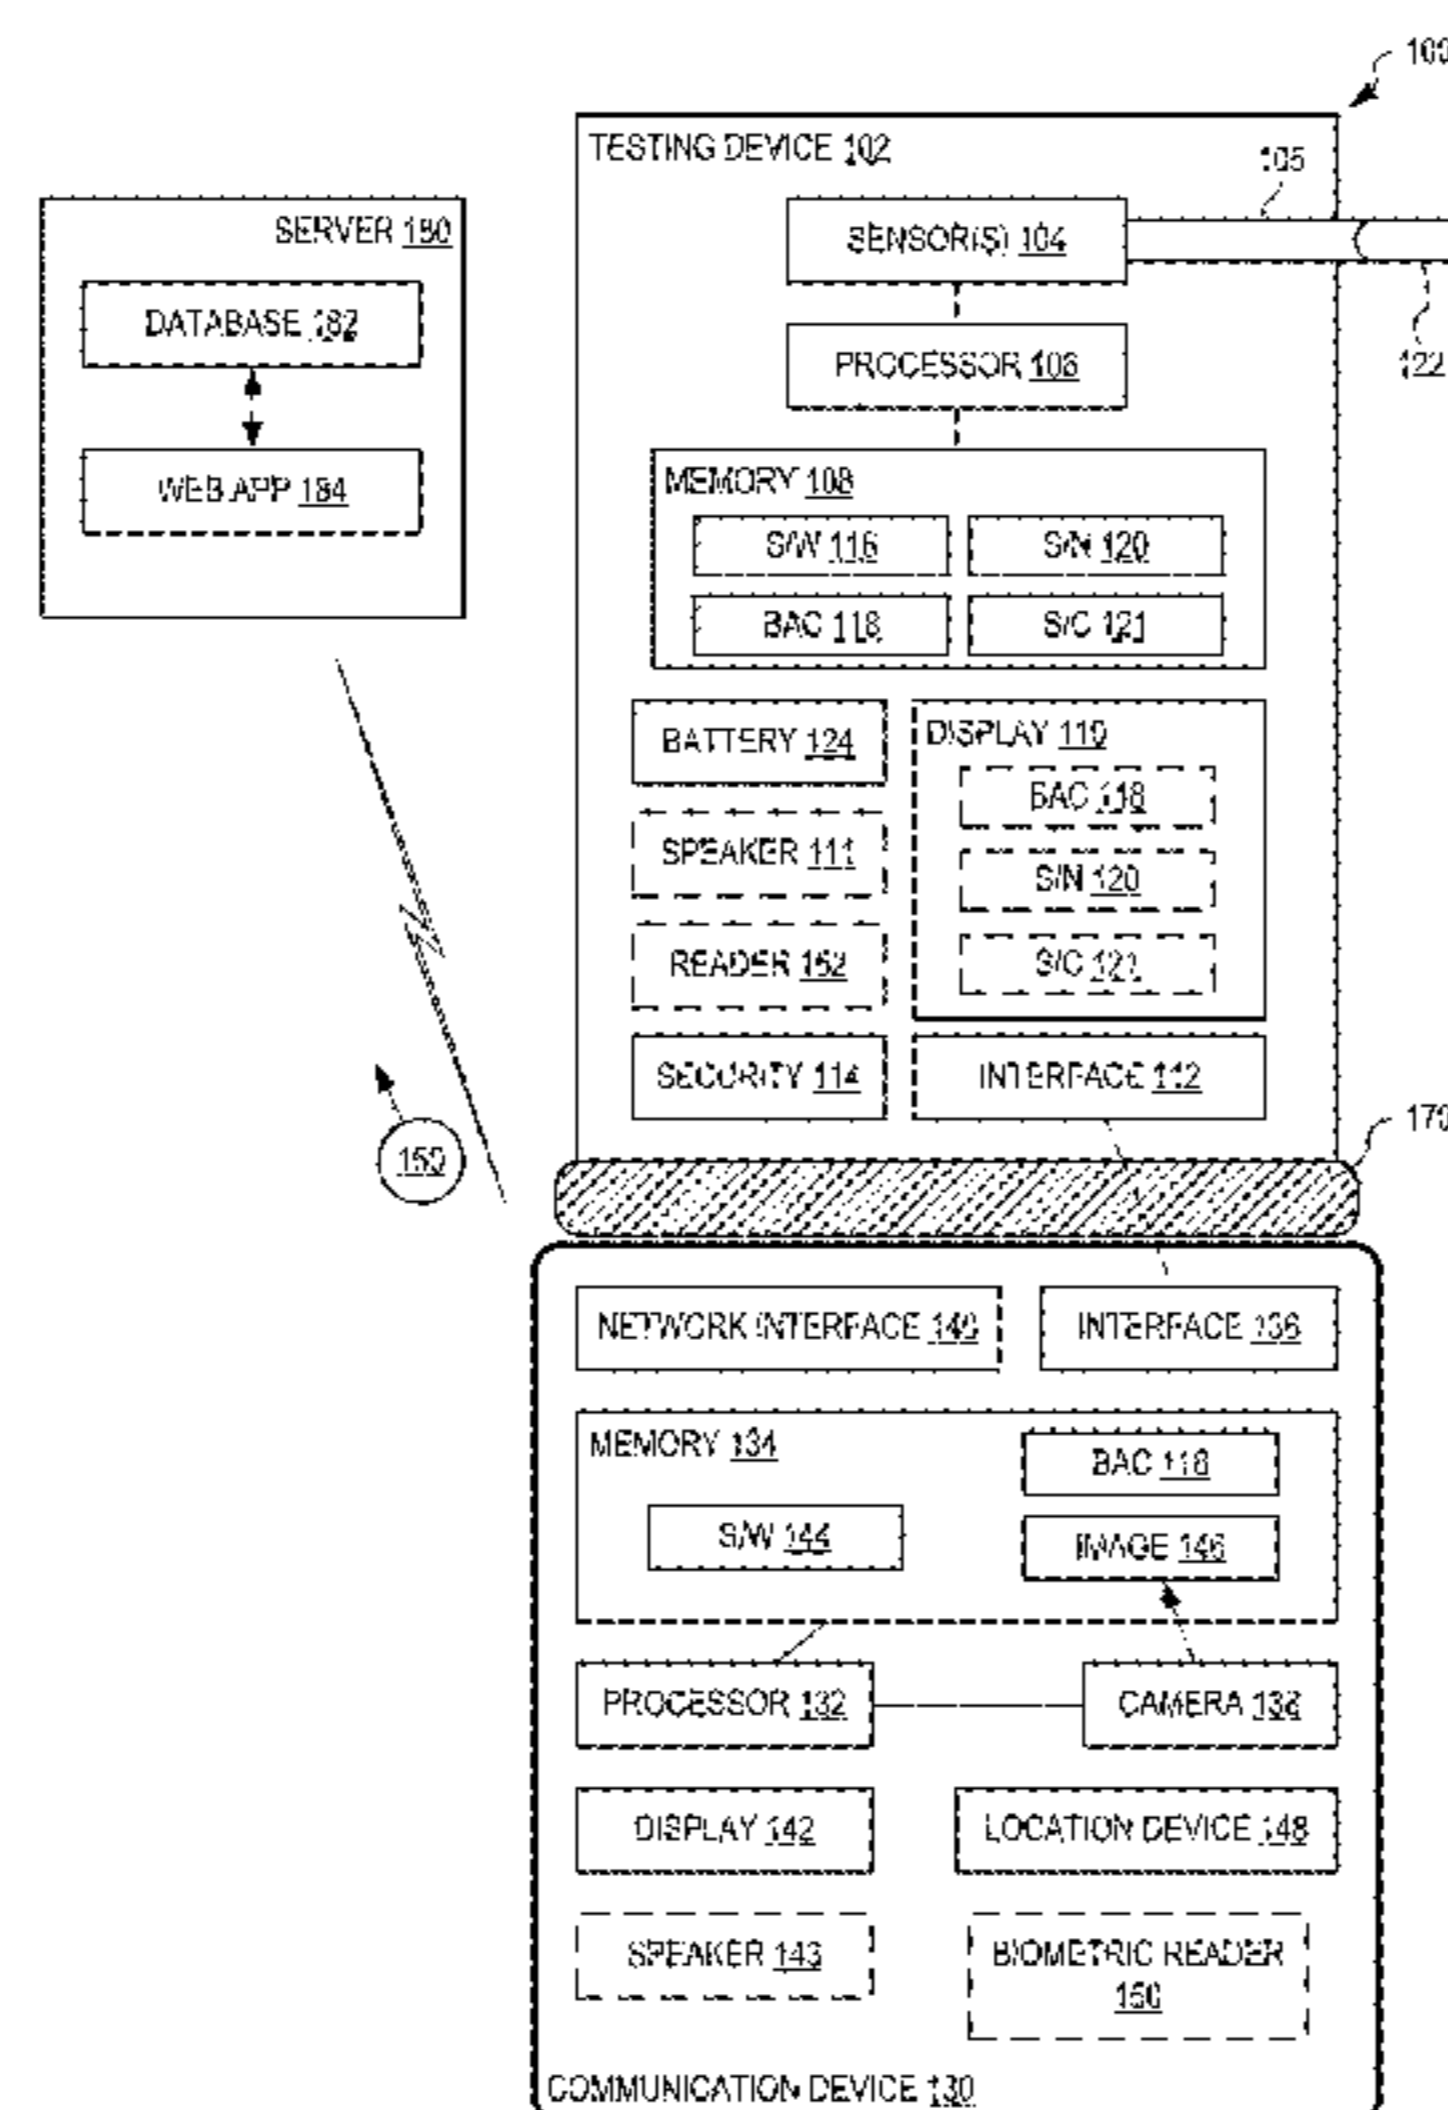 100
TESTING DEVICE 102
105
SENSOR(S) 104
SERVER 180
DATABASE 182
PROCESSOR 106
122
WEB APP 184
MEMORY 108
S/W 116
S/N 120
BAC 118
S/C 121
BATTERY 124
DISPLAY 110
BAC 118
SPEAKER 111
S/N 120
READER 152
S/C 121
SECURITY 114
INTERFACE 112
170
NETWORK INTERFACE 140
INTERFACE 136
MEMORY 134
BAC 118
S/W 144
IMAGE 146
PROCESSOR 132
CAMERA 138
DISPLAY 142
LOCATION DEVICE 148
SPEAKER 143
BIOMETRIC READER
150
COMMUNICATION DEVICE 130